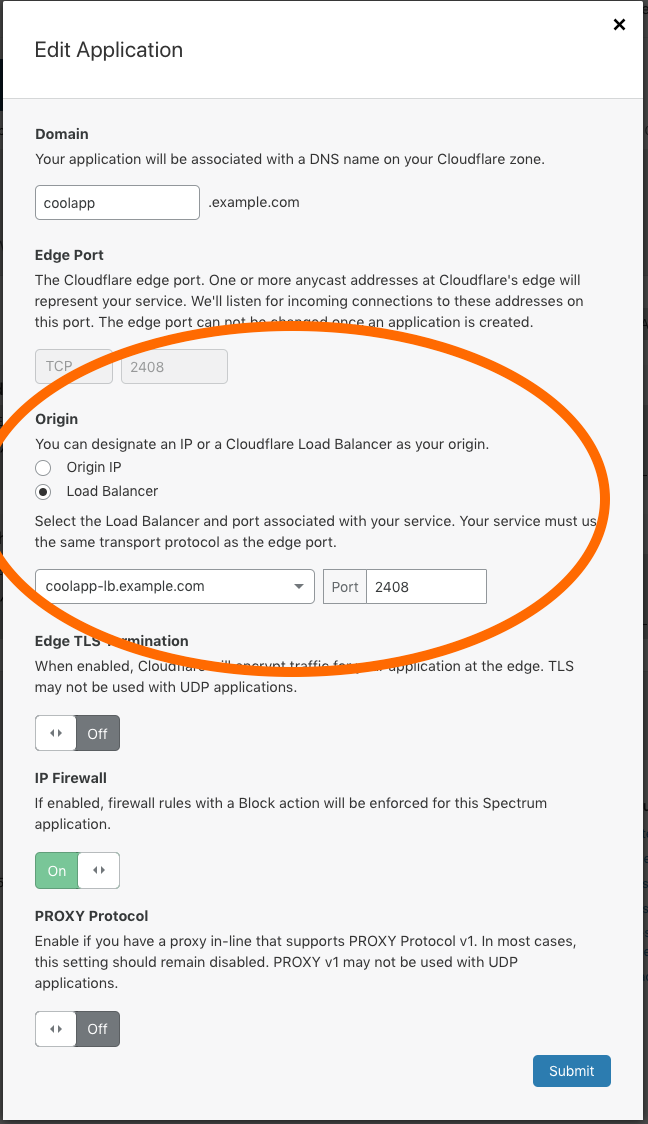 Edit Application
Domain
Your application will be associated with a DNS name on your Cloudflare zone.
coolapp .example.com
Edge Port
The Cloudflare edge port. One or more anycast addresses at Cloudflare's edge will
represent your service. We'll listen for incoming connections to these addresses on
this port. The edge port can not be changed once an application is created.
TCP 2408
Origin
You can designate an IP or a Cloudflare Load Balancer as your origin.
Origin IP
Load Balancer
Select the Load Balancer and port associated with your service. Your service must us
the same transport protocol as the edge port.
coolapp-lb.example.com Port 2408
Edge TLS Termination
When enabled, Cloudflare will encrypt traffic for your application at the edge. TLS
may not be used with UDP applications.
Off
IP Firewall
If enabled, firewall rules with a Block action will be enforced for this Spectrum
application.
On
PROXY Protocol
Enable if you have a proxy in-line that supports PROXY Protocol v1. In most cases,
this setting should remain disabled. PROXY v1 may not be used with UDP
applications.
Off
Submit